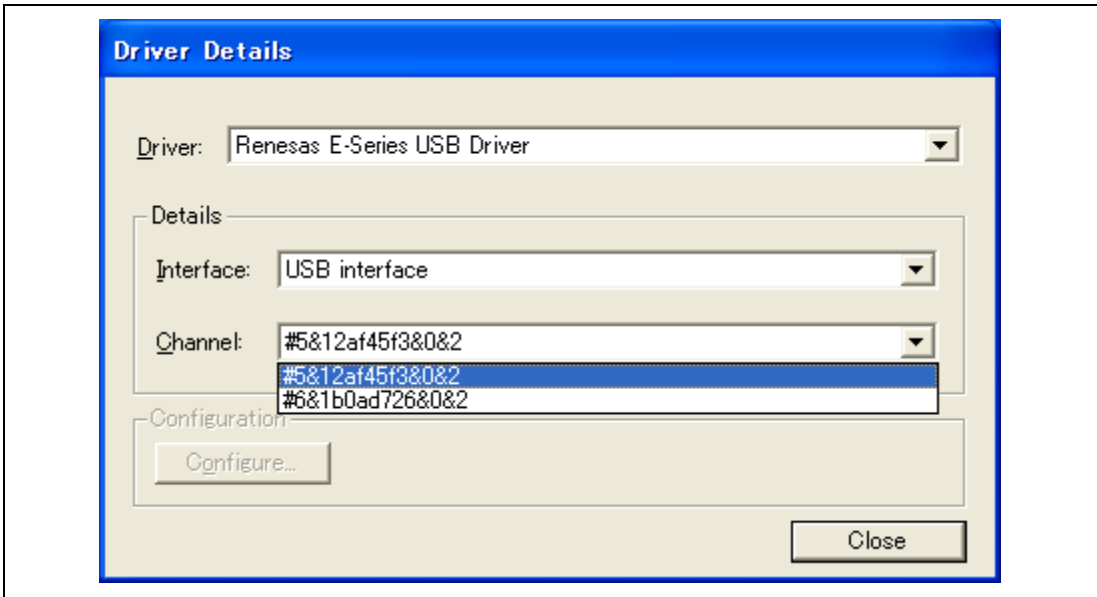 Driver Details
Driver: Renesas E-Series USB Driver
Details
Interface: USB interface
Channel: #5&12af45f3&0&2
#5&12af45f3&0&2
#6&1b0ad726&0&2
Configuration
Configure...
Close